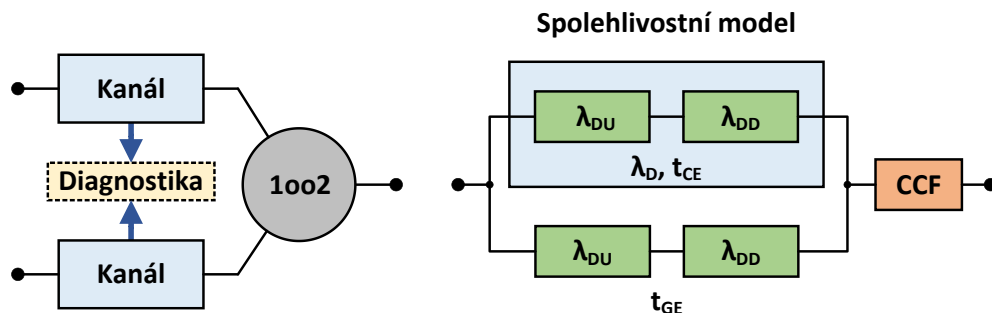 Spolehlivostní model
Kanál
Diagnostika
Kanál
1oo2
λDU
λDD
λD, tCE
λDU
λDD
tGE
CCF